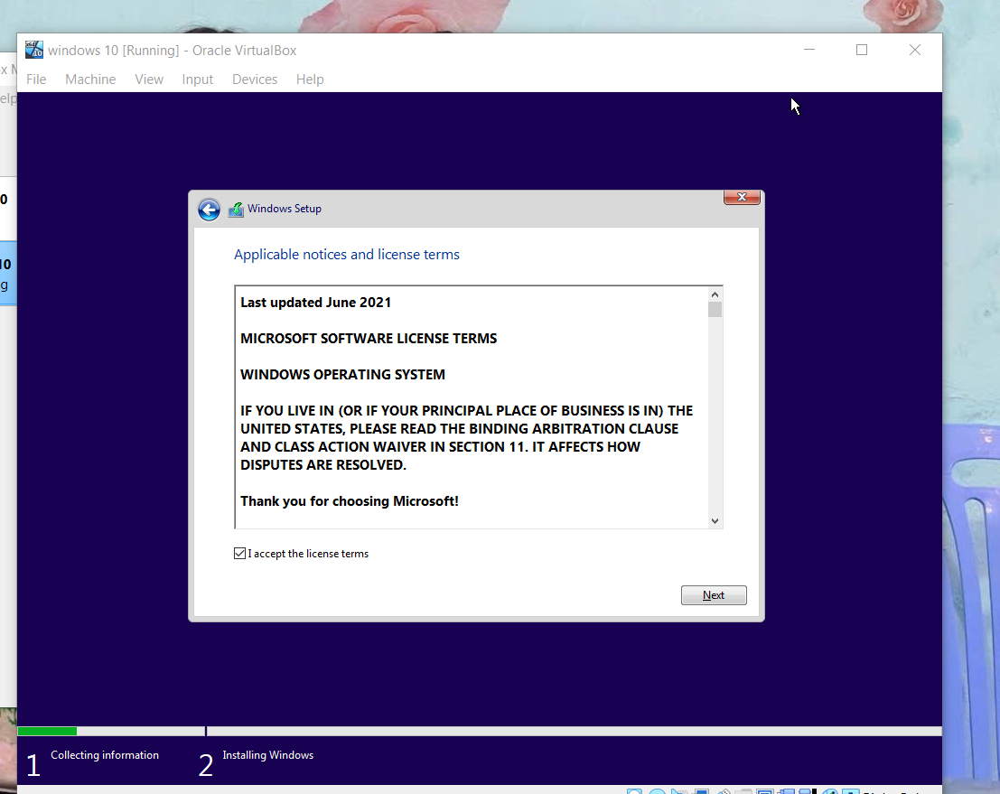 windows 10 [Running] - Oracle VirtualBox
File Machine View Input Devices Help
Windows Setup
Applicable notices and license terms
Last updated June 2021
MICROSOFT SOFTWARE LICENSE TERMS
WINDOWS OPERATING SYSTEM
IF YOU LIVE IN (OR IF YOUR PRINCIPAL PLACE OF BUSINESS IS IN) THE
UNITED STATES, PLEASE READ THE BINDING ARBITRATION CLAUSE
AND CLASS ACTION WAIVER IN SECTION 11. IT AFFECTS HOW
DISPUTES ARE RESOLVED.
Thank you for choosing Microsoft!
I accept the license terms
Next
1 Collecting information
2 Installing Windows